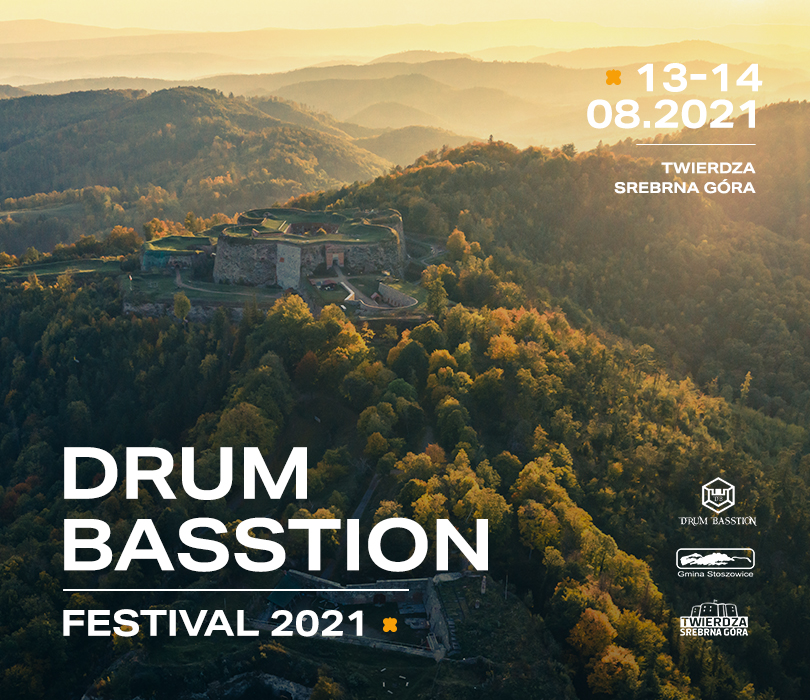 13-14
08.2021
TWIERDZA
SREBRNA GÓRA
DRUM
BASSTION
FESTIVAL 2021
DRUM BASSTION
Gmina Stoszowice
TWIERDZA
SREBRNA GÓRA